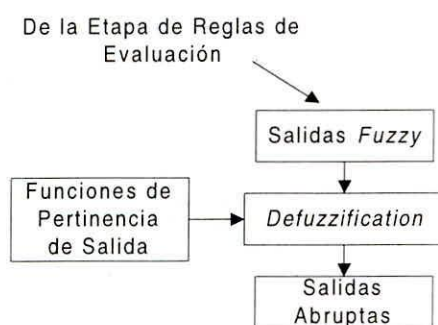 De la Etapa de Reglas de
Evaluación
Salidas Fuzzy
Funciones de
Pertinencia
de Salida
Defuzzification
Salidas
Abruptas